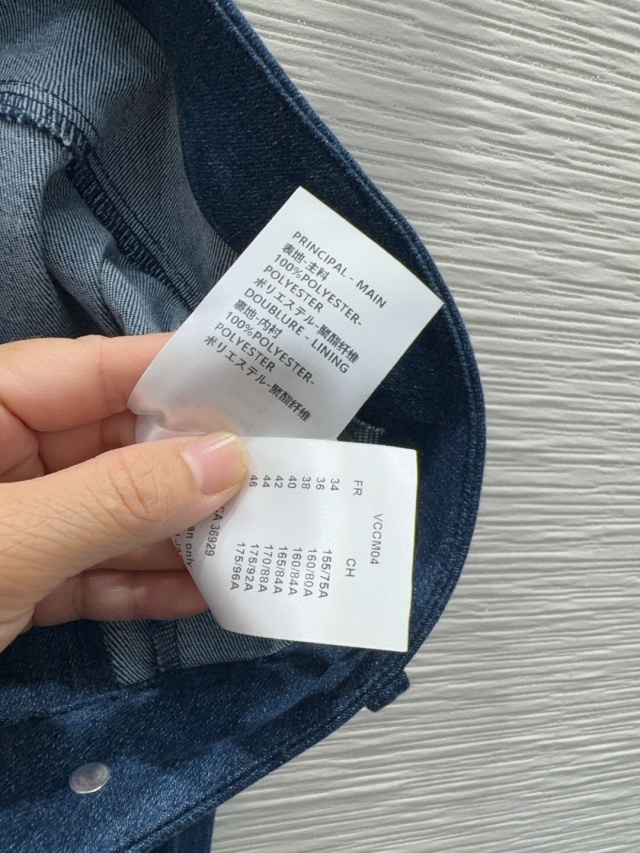 PRINCIPAL - MAIN
表地-主料
100%POLYESTER-
POLYESTER
ポリエステル-聚酯纤维
DOUBLURE - LINING
裏地-内衬
100%POLYESTER-
POLYESTER
ポリエステル-聚酯纤维
VCCM04
FR CH
34 155/75A
36 160/80A
38 160/84A
40 165/84A
42 170/88A
44 175/92A
46 175/96A
CA 36929
only